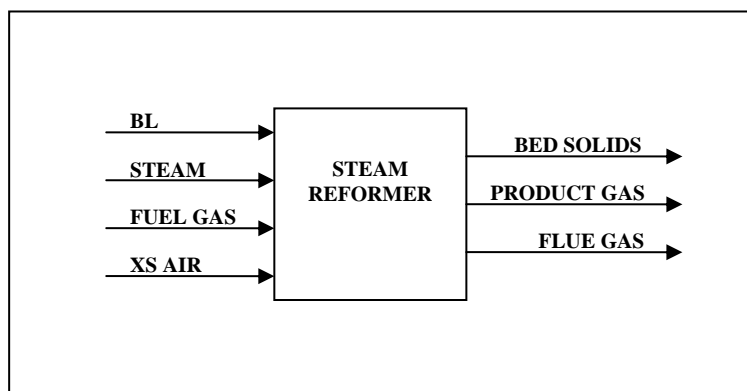 BL
STEAM
FUEL GAS
XS AIR
STEAM
REFORMER
BED SOLIDS
PRODUCT GAS
FLUE GAS